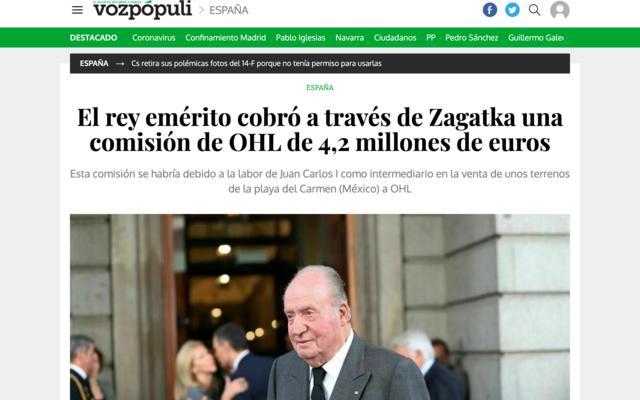 vozpópuli > ESPAÑA
DESTACADO Coronavirus Confinamiento Madrid Pablo Iglesias Navarra Ciudadanos PP Pedro Sánchez Guillermo Gale
ESPAÑA → Cs retira sus polémicas fotos del 14-F porque no tenía permiso para usarlas
ESPAÑA
El rey emérito cobró a través de Zagatka una
comisión de OHL de 4,2 millones de euros
Esta comisión se habría debido a la labor de Juan Carlos I como intermediario en la venta de unos terrenos
de la playa del Carmen (México) a OHL